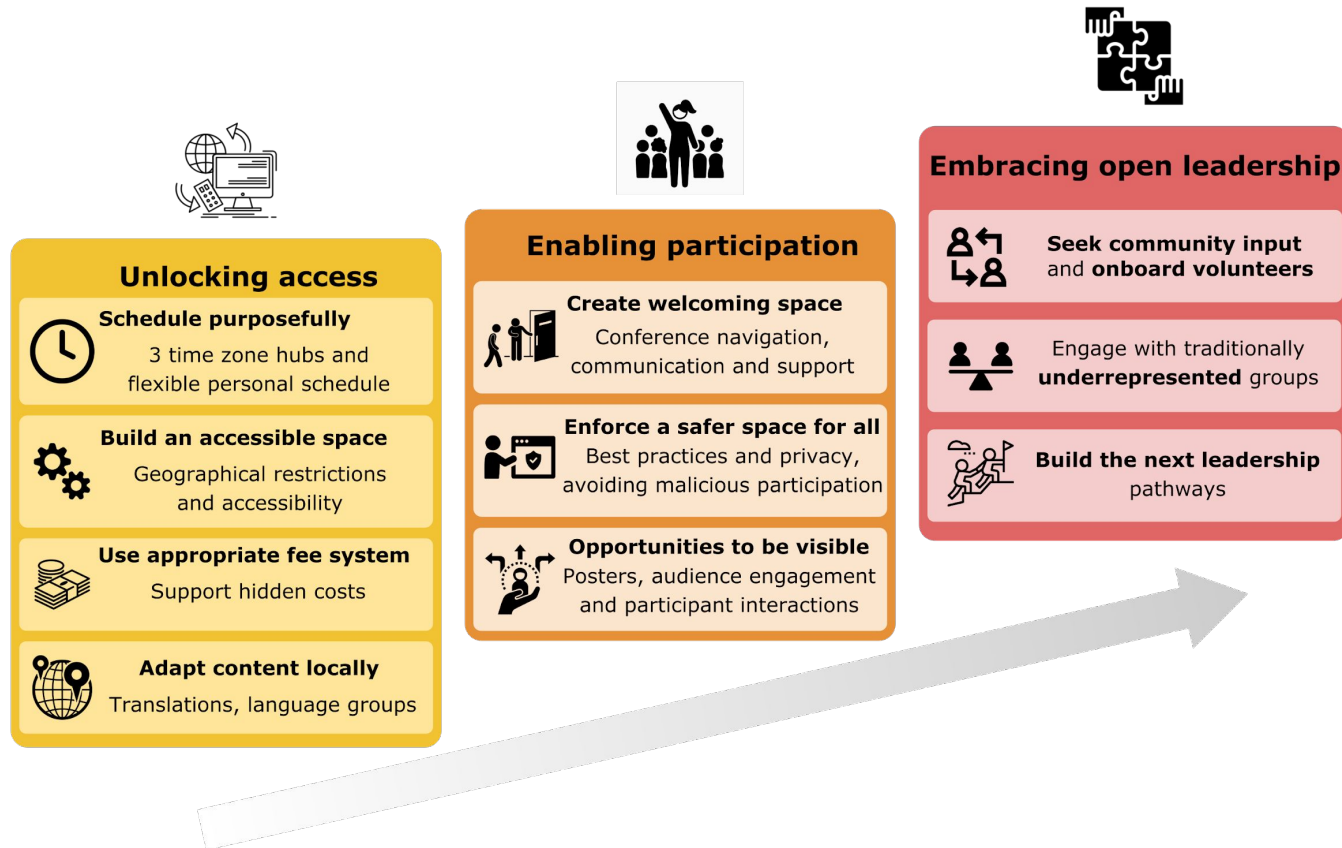 Unlocking access
Schedule purposefully
3 time zone hubs and
flexible personal schedule
Build an accessible space
Geographical restrictions
and accessibility
Use appropriate fee system
Support hidden costs
Adapt content locally
Translations, language groups
Enabling participation
Create welcoming space
Conference navigation,
communication and support
Enforce a safer space for all
Best practices and privacy,
avoiding malicious participation
Opportunities to be visible
Posters, audience engagement
and participant interactions
Embracing open leadership
Seek community input
and onboard volunteers
Engage with traditionally
underrepresented groups
Build the next leadership
pathways